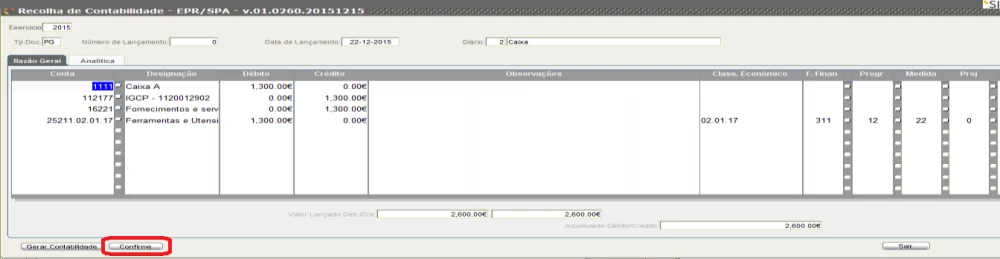 SI
Recolha de Contabilidade - EPR/SPA - v.01.0260.20151215
Exercício 2015
Tp.Doc. PG Número de Lançamento 0 Data de Lançamento 22-12-2015 Diário 2 Caixa
Razão Geral Analítica
Conta Designação Débito Crédito Observações Class. Económico F. Finan Progr Medida Proj
1111 Caixa A 1,300.00€ 0.00€
112177 IGCP - 1120012902 0.00€ 1,300.00€
16221 Fornecimentos e serv 0.00€ 1,300.00€
25211.02.01.17 Ferramentas e Utensí 1,300.00€ 0.00€ 02.01.17 311 12 22 0
Valor Lançado Deb./Cre. 2,600.00€ 2,600.00€
Acumulado Débito/Crédito 2,600.00€
Gerar Contabilidade Confirme Sair